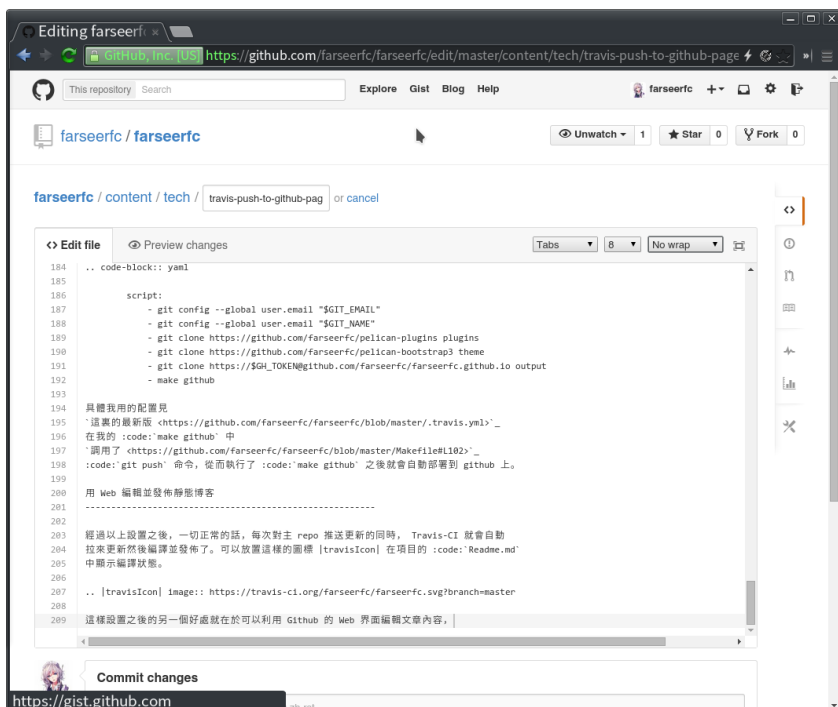 Editing farseerfc
GitHub, Inc. [US] https://github.com/farseerfc/farseerfc/edit/master/content/tech/travis-push-to-github-page
This repository Search
Explore Gist Blog Help
farseerfc
farseerfc / farseerfc
Unwatch 1 Star 0 Fork 0
farseerfc / content / tech / travis-push-to-github-pag or cancel
Edit file Preview changes
Tabs 8 No wrap
184 .. code-block:: yaml
185
186 script:
187 - git config --global user.email "$GIT_EMAIL"
188 - git config --global user.email "$GIT_NAME"
189 - git clone https://github.com/farseerfc/pelican-plugins plugins
190 - git clone https://github.com/farseerfc/pelican-bootstrap3 theme
191 - git clone https://$GH_TOKEN@github.com/farseerfc/farseerfc.github.io output
192 - make github
193
194 具體我用的配置見
195 `這裏的最新版 <https://github.com/farseerfc/farseerfc/blob/master/.travis.yml>`_
196 在我的 :code:`make github` 中
197 `調用了 <https://github.com/farseerfc/farseerfc/blob/master/Makefile#L102>`_
198 :code:`git push` 命令，從而執行了 :code:`make github` 之後就會自動部署到 github 上。
199
200 用 Web 編輯並發佈靜態博客
201 ------------------------------------------------------
202
203 經過以上設置之後，一切正常的話，每次對主 repo 推送更新的同時， Travis-CI 就會自動
204 拉來更新然後編譯並發佈了。可以放置這樣的圖標 |travisIcon| 在項目的 :code:`Readme.md`
205 中顯示編譯狀態。
206
207 .. |travisIcon| image:: https://travis-ci.org/farseerfc/farseerfc.svg?branch=master
208
209 這樣設置之後的另一個好處就在於可以利用 Github 的 Web 界面編輯文章內容，
Commit changes
https://gist.github.com